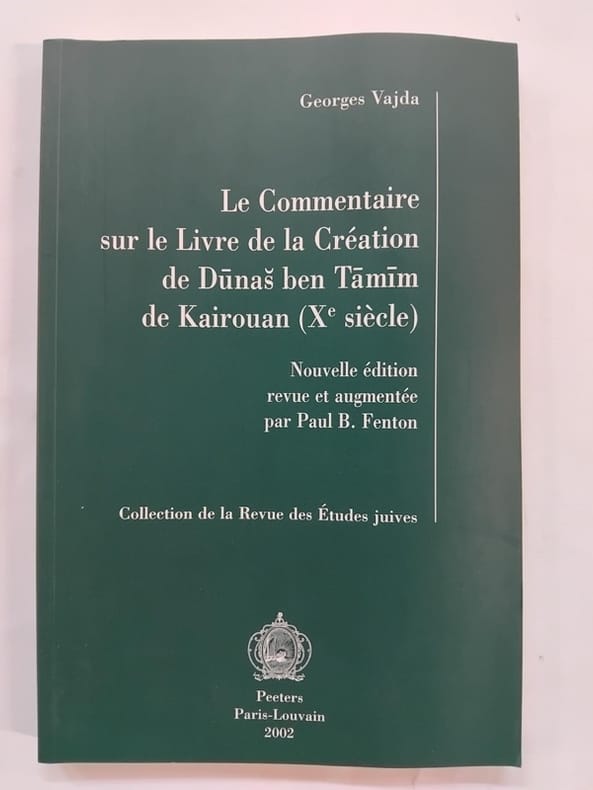 Georges Vajda
Le Commentaire
sur le Livre de la Création
de Dūnaš ben Tāmīm
de Kairouan (Xᵉ siècle)
Nouvelle édition
revue et augmentée
par Paul B. Fenton
Collection de la Revue des Études juives
Peeters
Paris-Louvain
2002